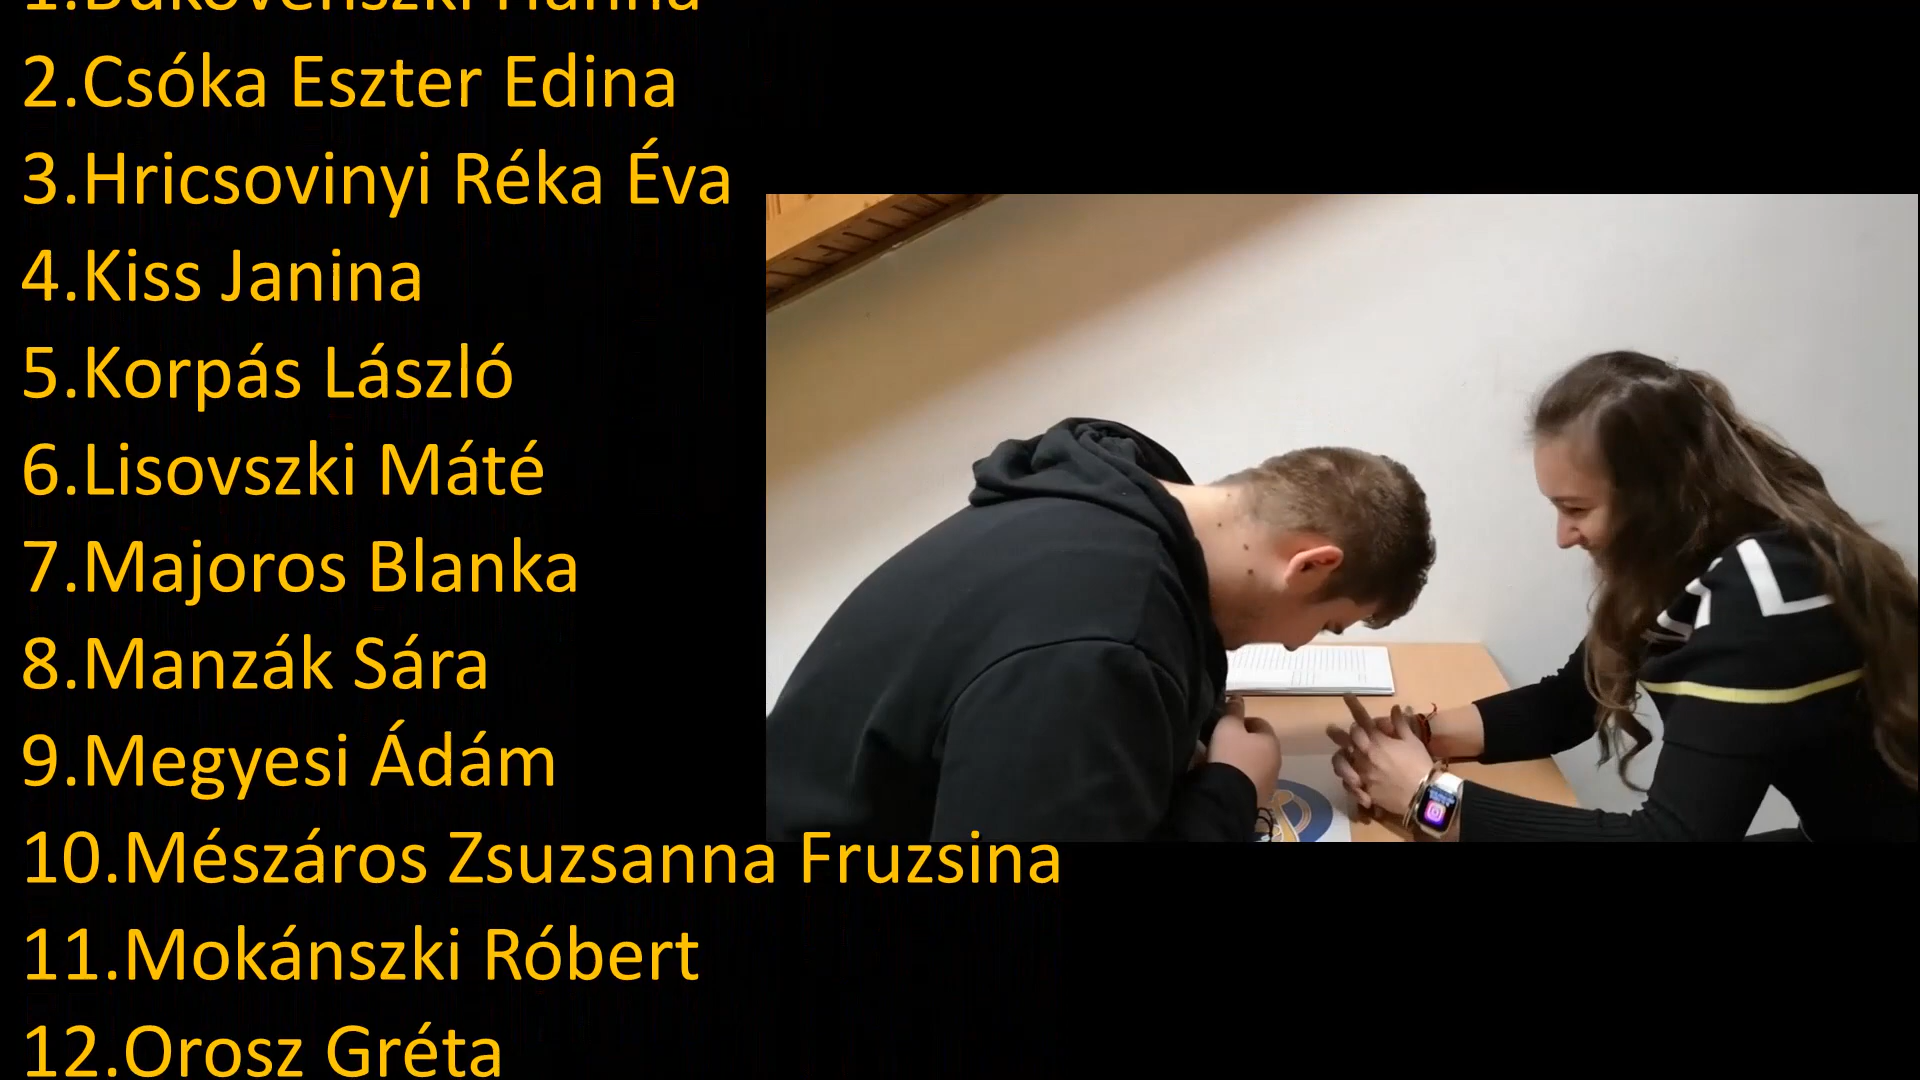 2.Csóka Eszter Edina
3.Hricsovinyi Réka Éva
4.Kiss Janina
5.Korpás László
6.Lisovszki Máté
7.Majoros Blanka
8.Manzák Sára
9.Megyesi Ádám
10.Mészáros Zsuzsanna Fruzsina
11.Mokánszki Róbert
12.Orosz Gréta